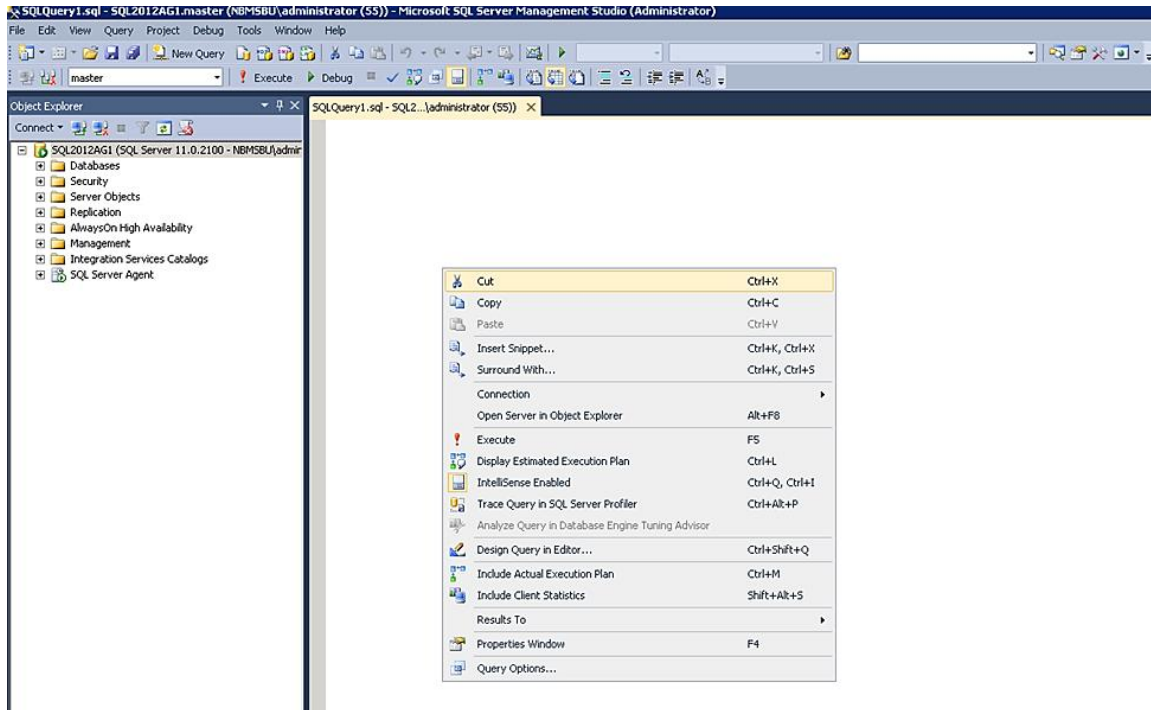 SQLQuery1.sql - SQL2012AG1.master (NBMSBU\administrator (55)) - Microsoft SQL Server Management Studio (Administrator)
File Edit View Query Project Debug Tools Window Help
New Query
master Execute Debug
Object Explorer
SQLQuery1.sql - SQL2...\administrator (55))
Connect
SQL2012AG1 (SQL Server 11.0.2100 - NBMSBU\admir
Databases
Security
Server Objects
Replication
AlwaysOn High Availability
Management
Integration Services Catalogs
SQL Server Agent
Cut Ctrl+X
Copy Ctrl+C
Paste Ctrl+V
Insert Snippet... Ctrl+K, Ctrl+X
Surround With... Ctrl+K, Ctrl+S
Connection
Open Server in Object Explorer Alt+F8
Execute F5
Display Estimated Execution Plan Ctrl+L
IntelliSense Enabled Ctrl+Q, Ctrl+I
Trace Query in SQL Server Profiler Ctrl+Alt+P
Analyze Query in Database Engine Tuning Advisor
Design Query in Editor... Ctrl+Shift+Q
Include Actual Execution Plan Ctrl+M
Include Client Statistics Shift+Alt+S
Results To
Properties Window F4
Query Options...